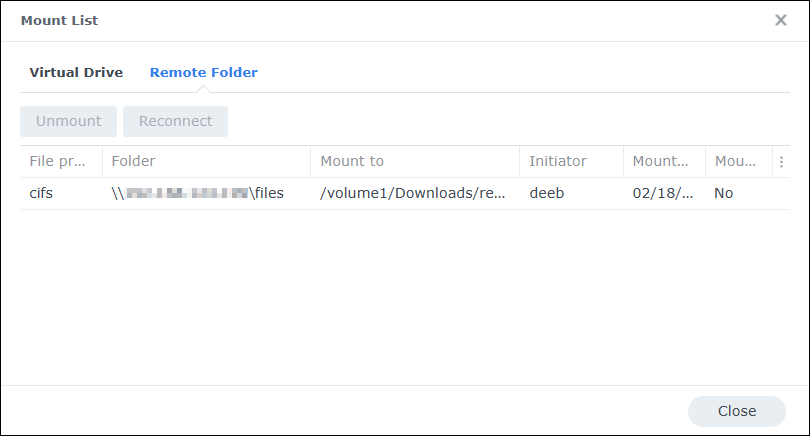 Mount List
Virtual Drive Remote Folder
Unmount Reconnect
File pr... Folder Mount to Initiator Mount... Mou...
cifs \\ \files /volume1/Downloads/re... deeb 02/18/... No
Close